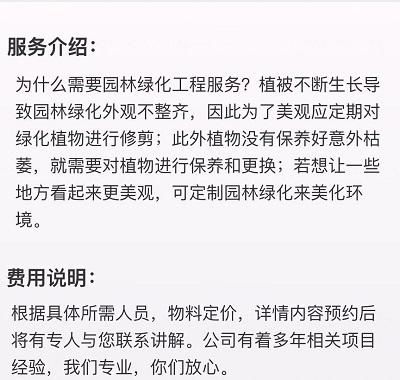 服务介绍：
为什么需要园林绿化工程服务？植被不断生长导
致园林绿化外观不整齐，因此为了美观应定期对
绿化植物进行修剪；此外植物没有保养好意外枯
萎，就需要对植物进行保养和更换；若想让一些
地方看起来更美观，可定制园林绿化来美化环
境。
费用说明：
根据具体所需人员，物料定价，详情内容预约后
将有专人与您联系讲解。公司有着多年相关项目
经验，我们专业，你们放心。